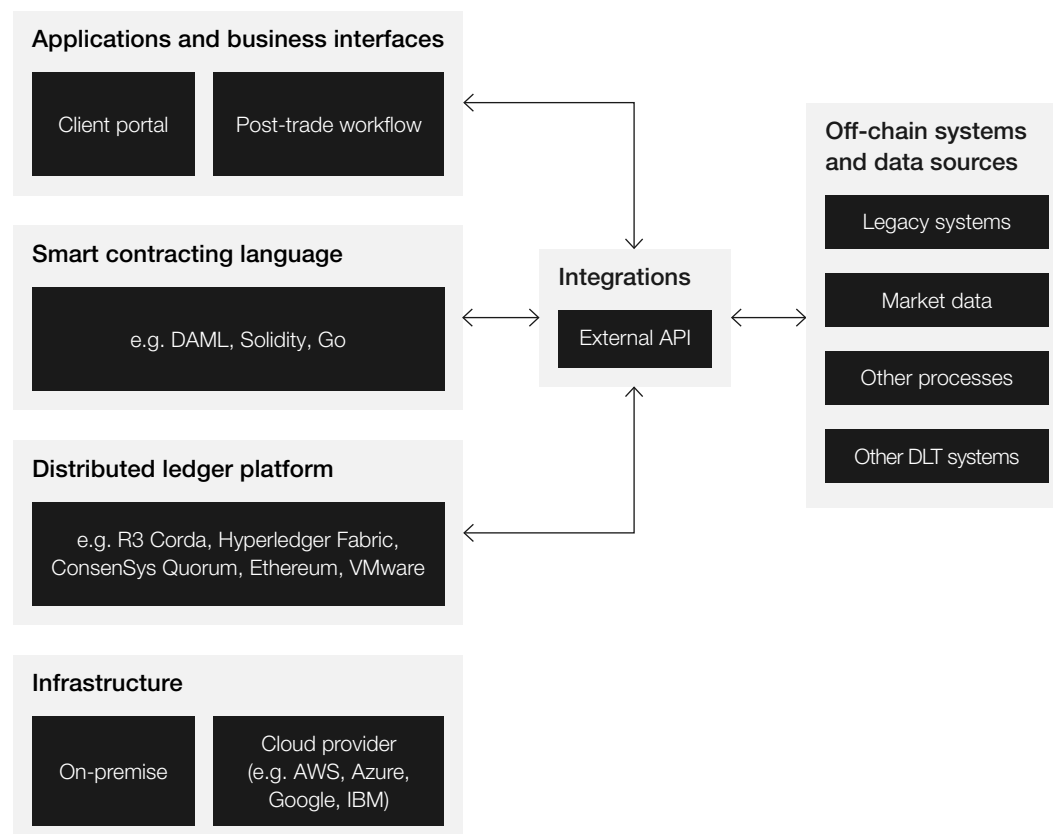 Applications and business interfaces
Client portal
Post-trade workflow
Smart contracting language
e.g. DAML, Solidity, Go
Distributed ledger platform
e.g. R3 Corda, Hyperledger Fabric,
ConsenSys Quorum, Ethereum, VMware
Infrastructure
On-premise
Cloud provider
(e.g. AWS, Azure,
Google, IBM)
Integrations
External API
Off-chain systems
and data sources
Legacy systems
Market data
Other processes
Other DLT systems